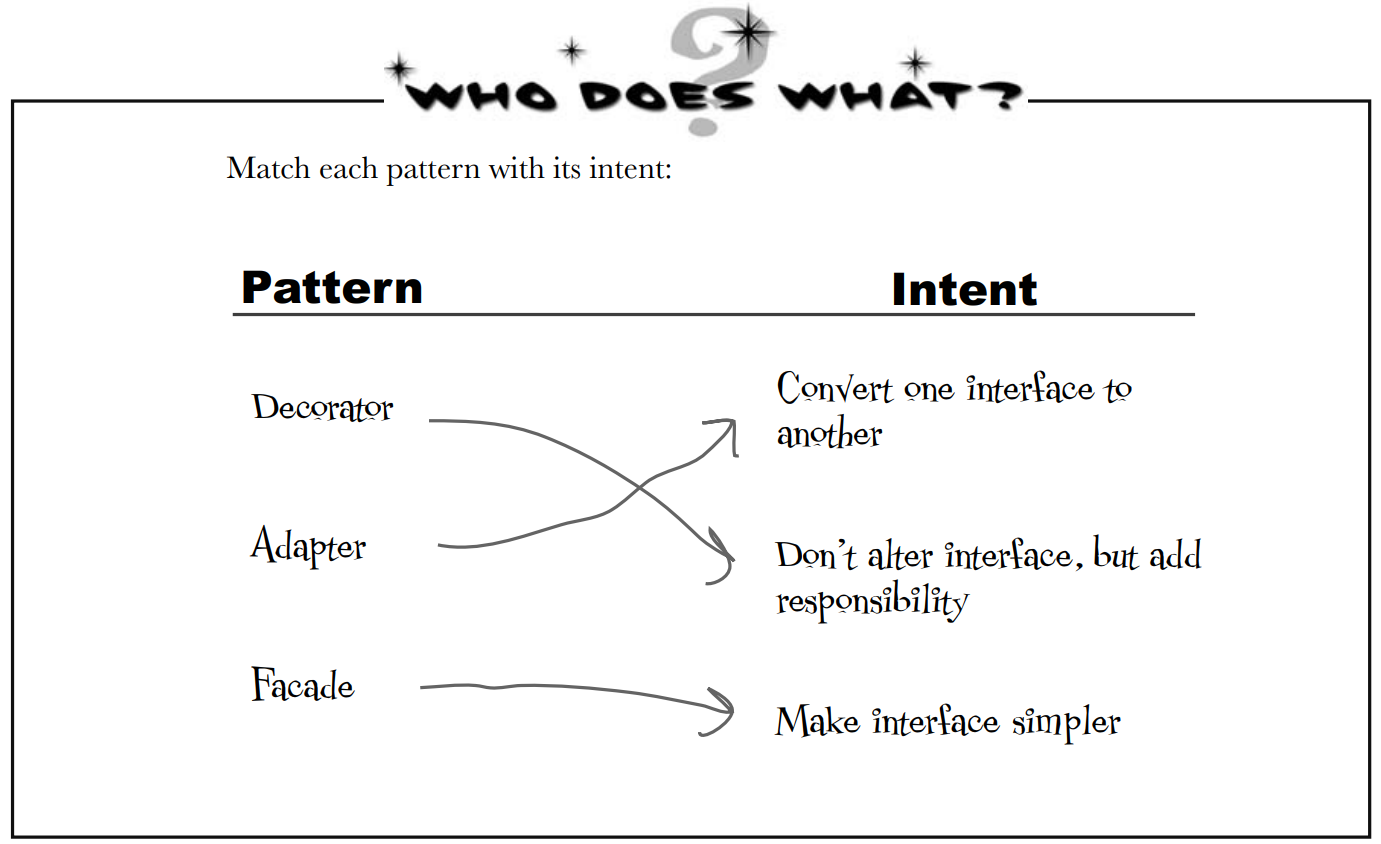 WHO DOES WHAT?
Match each pattern with its intent:
Pattern
Intent
Decorator
Convert one interface to
another
Adapter
Don't alter interface, but add
responsibility
Facade
Make interface simpler